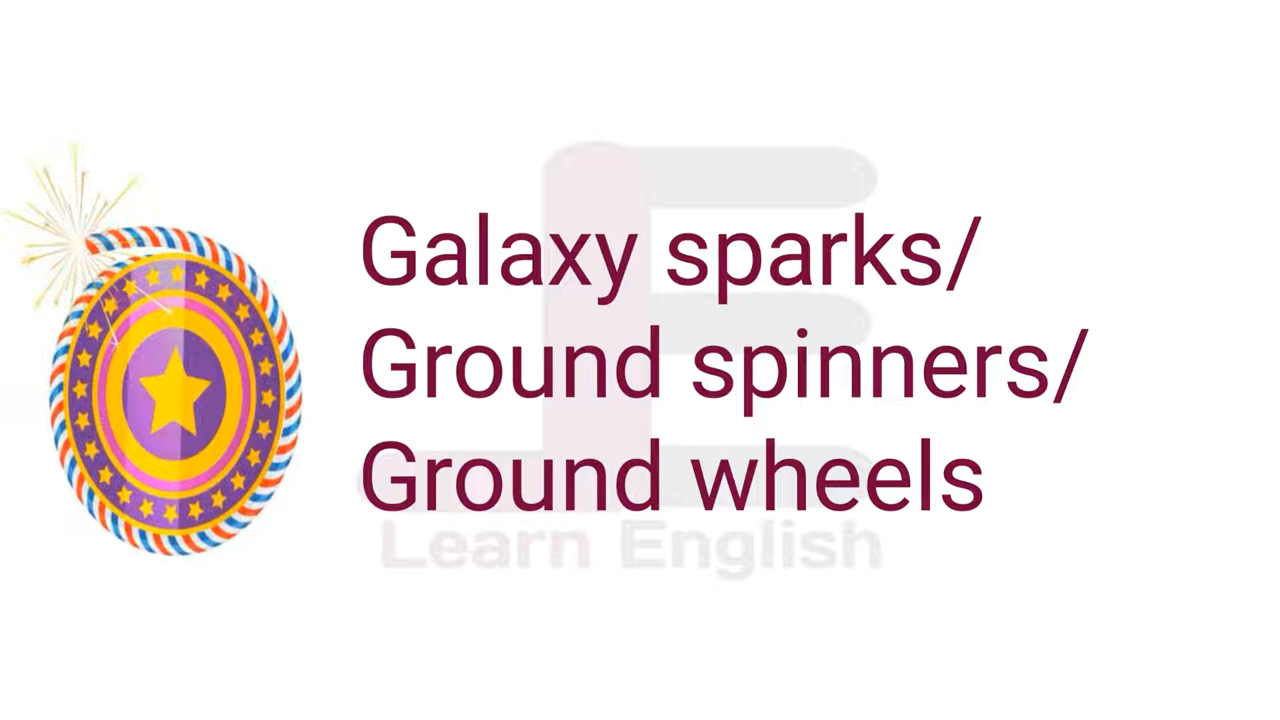 Galaxy sparks/
Ground spinners/
Ground wheels
Learn English